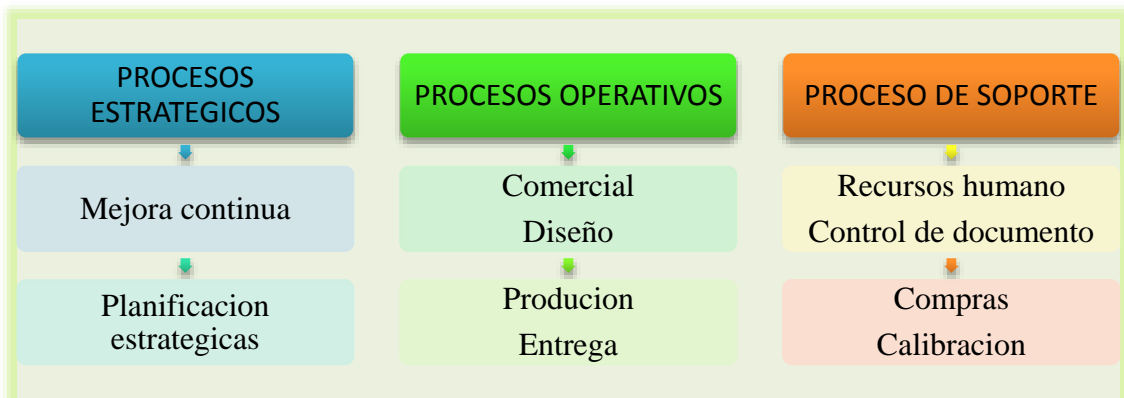 PROCESOS
ESTRATEGICOS
Mejora continua
Planificacion
estrategicas
PROCESOS OPERATIVOS
Comercial
Diseño
Producion
Entrega
PROCESO DE SOPORTE
Recursos humano
Control de documento
Compras
Calibracion